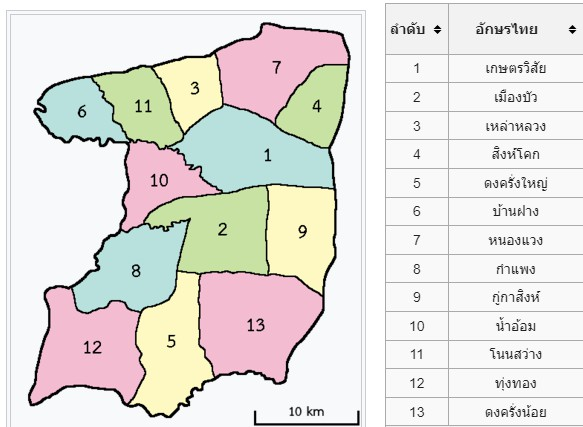 7
3
4
11
6
1
10
2
9
8
13
5
12
10 km
ลำดับ อักษรไทย
1 เกษตรวิสัย
2 เมืองบัว
3 เหล่าหลวง
4 สิงห์โคก
5 ดงครั่งใหญ่
6 บ้านฝาง
7 หนองแวง
8 กำแพง
9 กู่กาสิงห์
10 น้ำอ้อม
11 โนนสว่าง
12 ทุ่งทอง
13 ดงครั่งน้อย